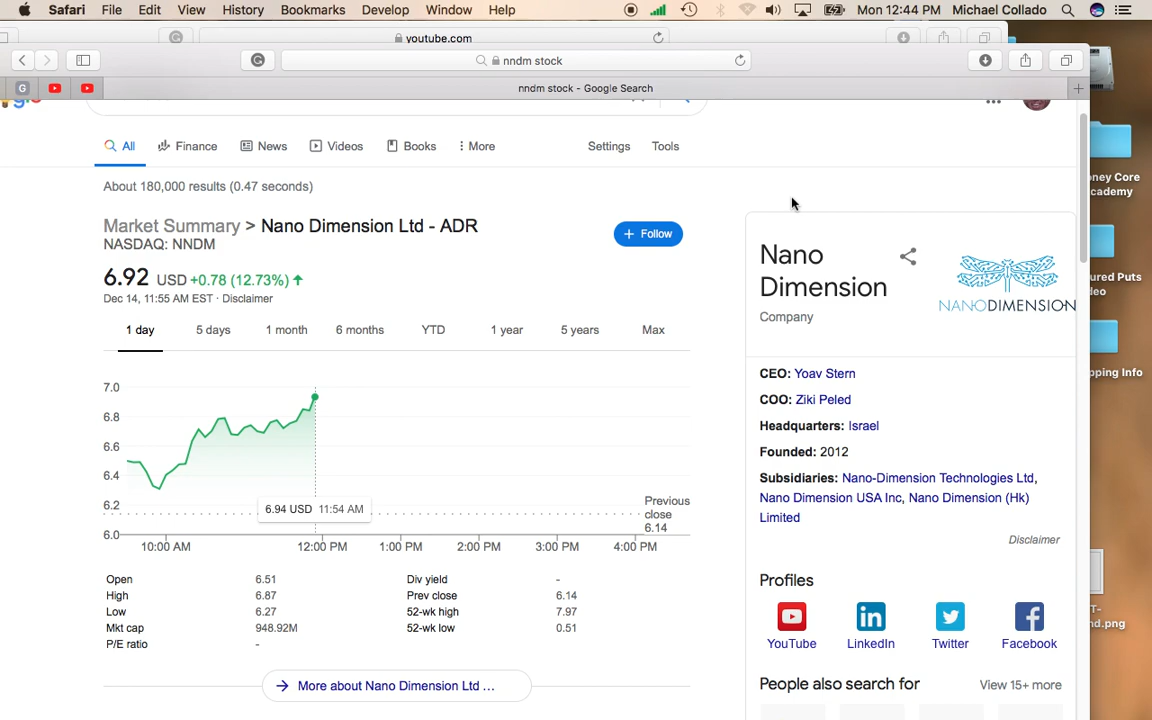 Safari File Edit View History Bookmarks Develop Window Help Mon 12:44 PM Michael Collado
youtube.com
nndm stock
G nndm stock - Google Search
All Finance News Videos Books More Settings Tools
About 180,000 results (0.47 seconds)
Market Summary > Nano Dimension Ltd - ADR
NASDAQ: NNDM
+ Follow
6.92 USD +0.78 (12.73%)
Dec 14, 11:55 AM EST · Disclaimer
1 day 5 days 1 month 6 months YTD 1 year 5 years Max
7.0
6.8
6.6
6.4
6.2
6.0
6.94 USD 11:54 AM
Previous
close
6.14
10:00 AM 12:00 PM 1:00 PM 2:00 PM 3:00 PM 4:00 PM
Open 6.51 Div yield -
High 6.87 Prev close 6.14
Low 6.27 52-wk high 7.97
Mkt cap 948.92M 52-wk low 0.51
P/E ratio -
More about Nano Dimension Ltd ...
Nano
Dimension
Company
NANODIMENSION
CEO: Yoav Stern
COO: Ziki Peled
Headquarters: Israel
Founded: 2012
Subsidiaries: Nano-Dimension Technologies Ltd,
Nano Dimension USA Inc, Nano Dimension (Hk)
Limited
Disclaimer
Profiles
YouTube LinkedIn Twitter Facebook
People also search for View 15+ more
ney Core
ademy
ured Puts
eo
pping Info
T-
nd.png